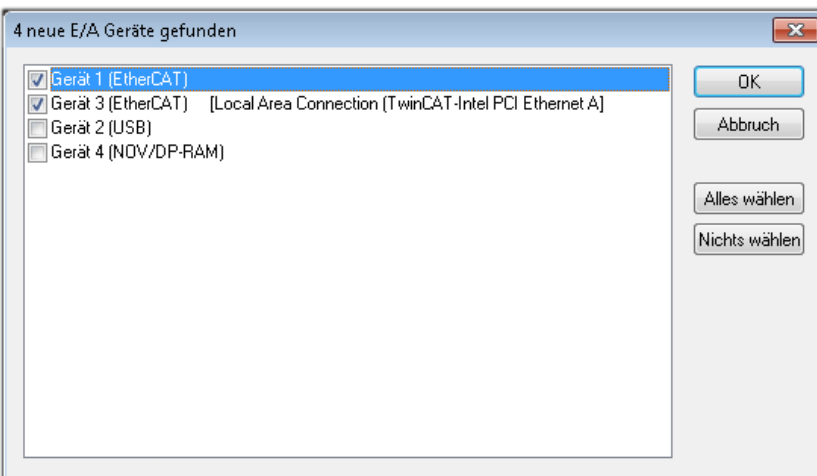 4 neue E/A Geräte gefunden
Gerät 1 (EtherCAT)
Gerät 3 (EtherCAT) [Local Area Connection (TwinCAT-Intel PCI Ethernet A]
Gerät 2 (USB)
Gerät 4 (NOV/DP-RAM)
OK
Abbruch
Alles wählen
Nichts wählen